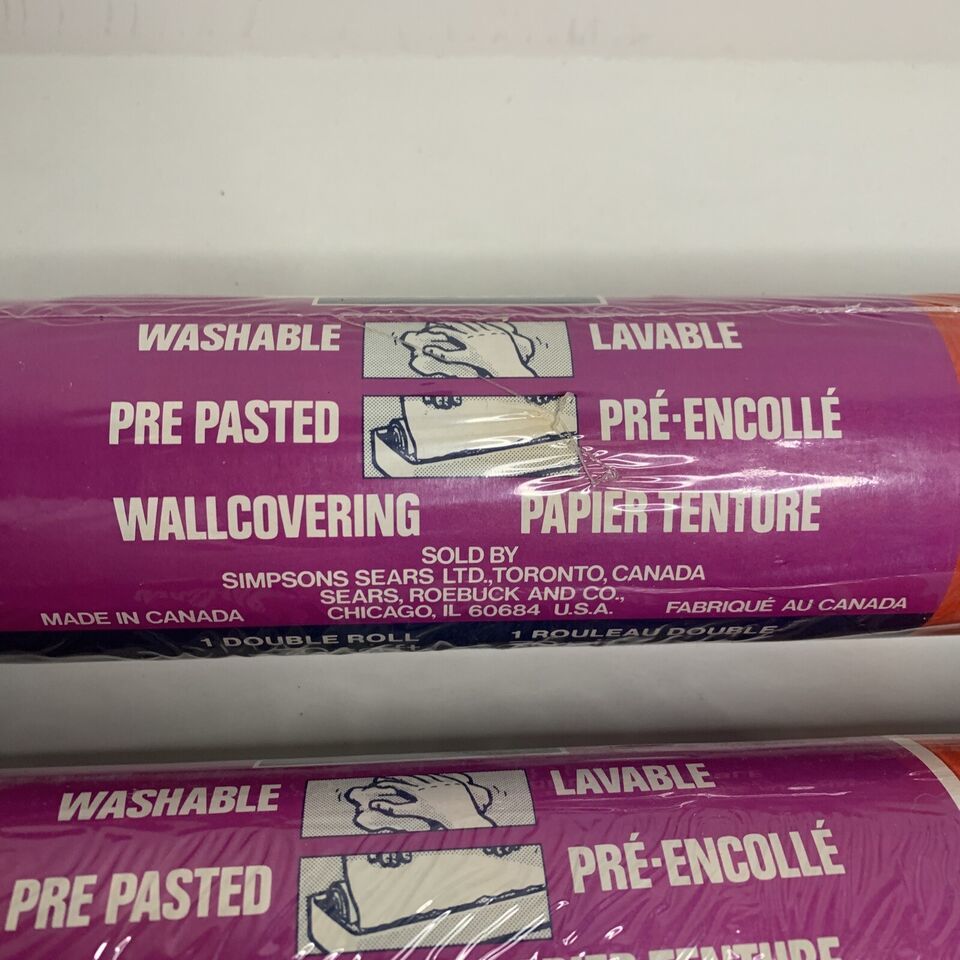 WASHABLE LAVABLE
PRE PASTED PRÉ-ENCOLLÉ
WALLCOVERING PAPIER TENTURE
SOLD BY
SIMPSONS SEARS LTD., TORONTO, CANADA
SEARS, ROEBUCK AND CO.,
MADE IN CANADA CHICAGO, IL 60684 U.S.A. FABRIQUÉ AU CANADA
1 DOUBLE ROLL 1 ROULEAU DOUBLE
WASHABLE LAVABLE
PRE PASTED PRÉ-ENCOLLÉ
TENTURE